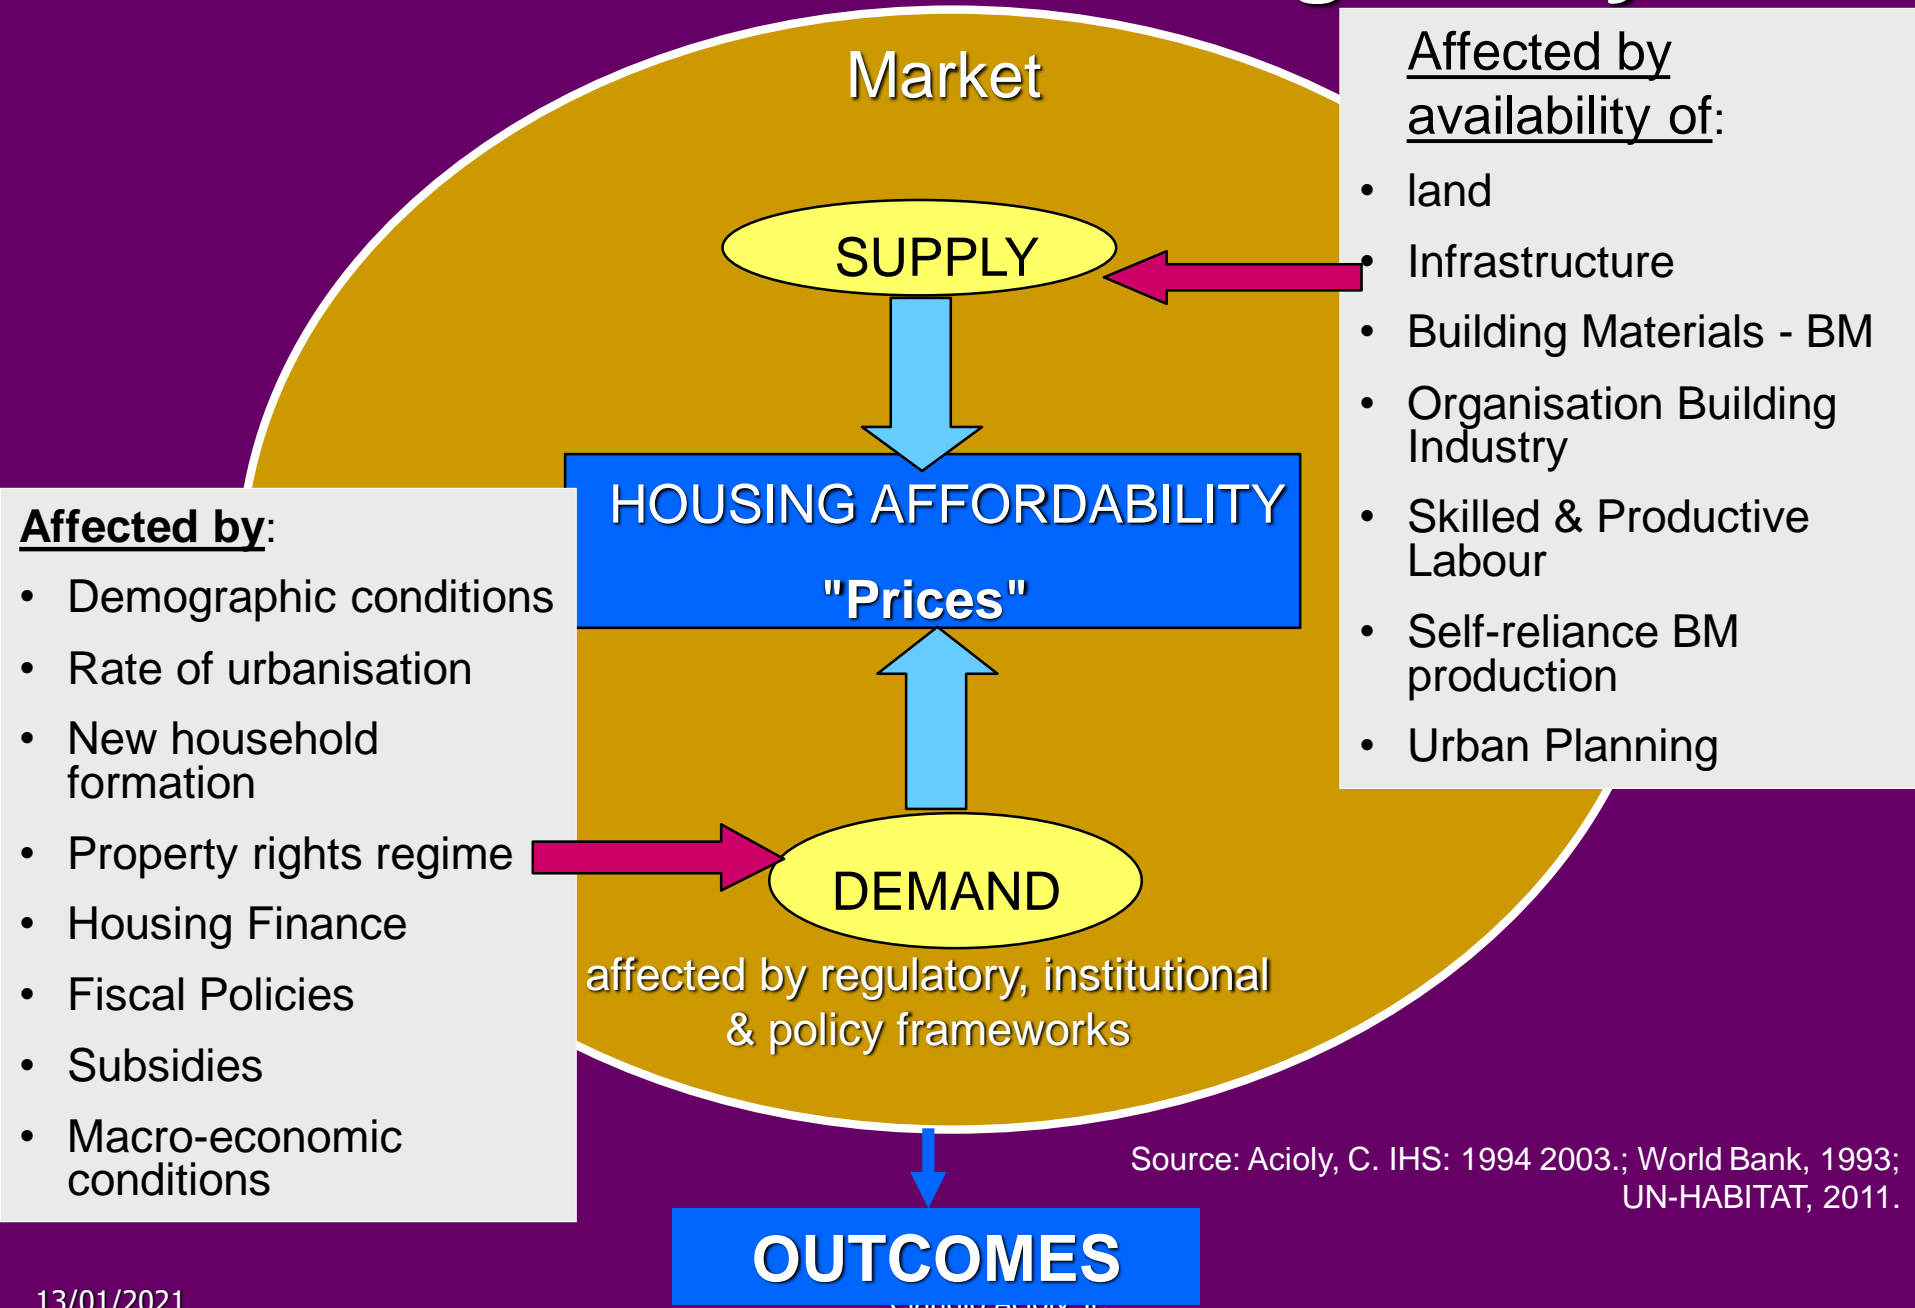 Market
SUPPLY
HOUSING AFFORDABILITY
"Prices"
DEMAND
affected by regulatory, institutional
& policy frameworks
Affected by
availability of:
• land
• Infrastructure
• Building Materials - BM
• Organisation Building
Industry
• Skilled & Productive
Labour
• Self-reliance BM
production
• Urban Planning
Affected by:
• Demographic conditions
• Rate of urbanisation
• New household
formation
• Property rights regime
• Housing Finance
• Fiscal Policies
• Subsidies
• Macro-economic
conditions
Source: Acioly, C. IHS: 1994 2003.; World Bank, 1993;
UN-HABITAT, 2011.
OUTCOMES
13/01/2021